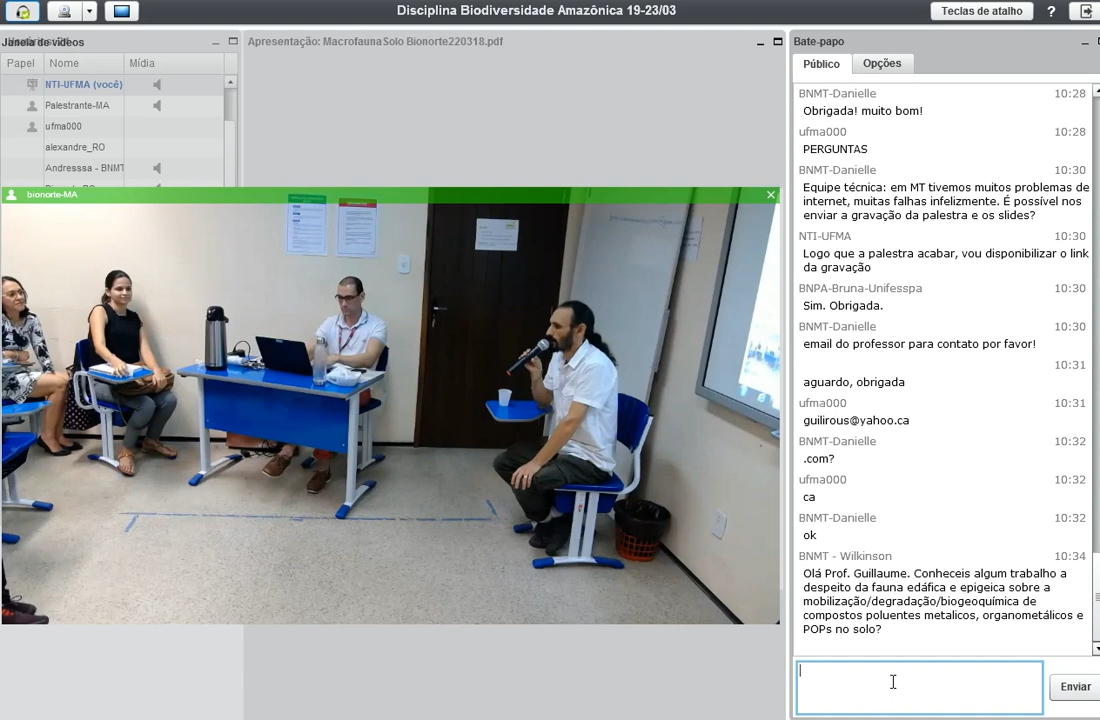 Disciplina Biodiversidade Amazônica 19-23/03
Teclas de atalho
?
Janela de vídeos
Papel Nome Mídia
NTI-UFMA (você)
Palestrante-MA
ufma000
alexandre_RO
Andresssa - BNMT
bionorte-MA
Apresentação: MacrofaunaSolo Bionorte220318.pdf
Bate-papo
Público Opções
BNMT-Danielle 10:28
Obrigada! muito bom!
ufma000 10:28
PERGUNTAS
BNMT-Danielle 10:30
Equipe técnica: em MT tivemos muitos problemas de
internet, muitas falhas infelizmente. É possível nos
enviar a gravação da palestra e os slides?
NTI-UFMA 10:30
Logo que a palestra acabar, vou disponibilizar o link
da gravação
BNPA-Bruna-Unifesspa 10:30
Sim. Obrigada.
BNMT-Danielle 10:30
email do professor para contato por favor!
10:31
aguardo, obrigada
ufma000 10:31
guilirous@yahoo.ca
BNMT-Danielle 10:32
.com?
ufma000 10:32
ca
BNMT-Danielle 10:32
ok
BNMT - Wilkinson 10:34
Olá Prof. Guillaume. Conheceis algum trabalho a
despeito da fauna edáfica e epigeica sobre a
mobilização/degradação/biogeoquímica de
compostos poluentes metalicos, organometálicos e
POPs no solo?
Enviar